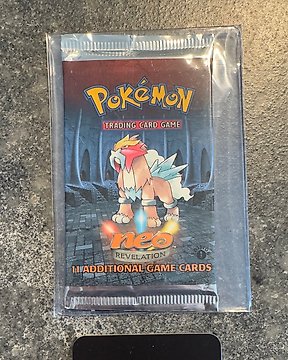 POKéMON
TRADING CARD GAME
neo
REVELATION
11 ADDITIONAL GAME CARDS